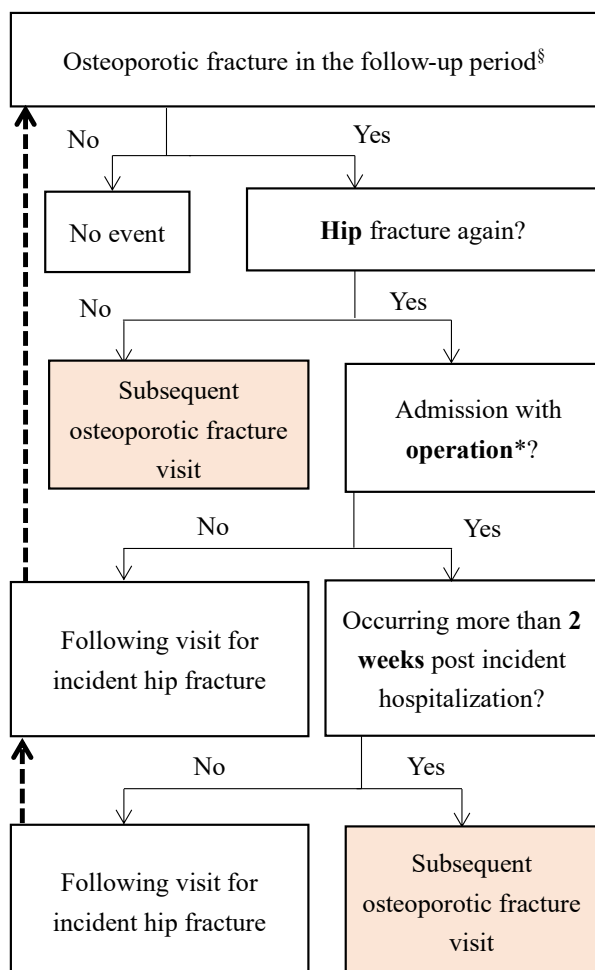 Osteoporotic fracture in the follow-up period§
No
Yes
No event
Hip fracture again?
No
Yes
Subsequent
osteoporotic fracture
visit
Admission with
operation*?
No
Yes
Following visit for
incident hip fracture
Occurring more than 2
weeks post incident
hospitalization?
No
Yes
Following visit for
incident hip fracture
Subsequent
osteoporotic fracture
visit